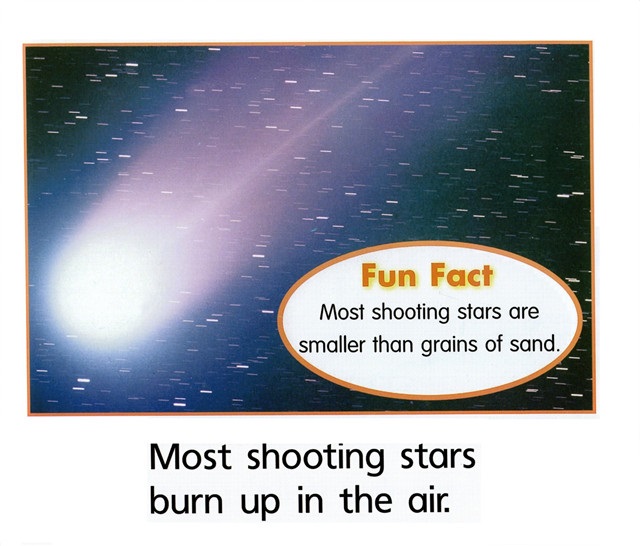 Fun Fact
Most shooting stars are
smaller than grains of sand.
Most shooting stars
burn up in the air.